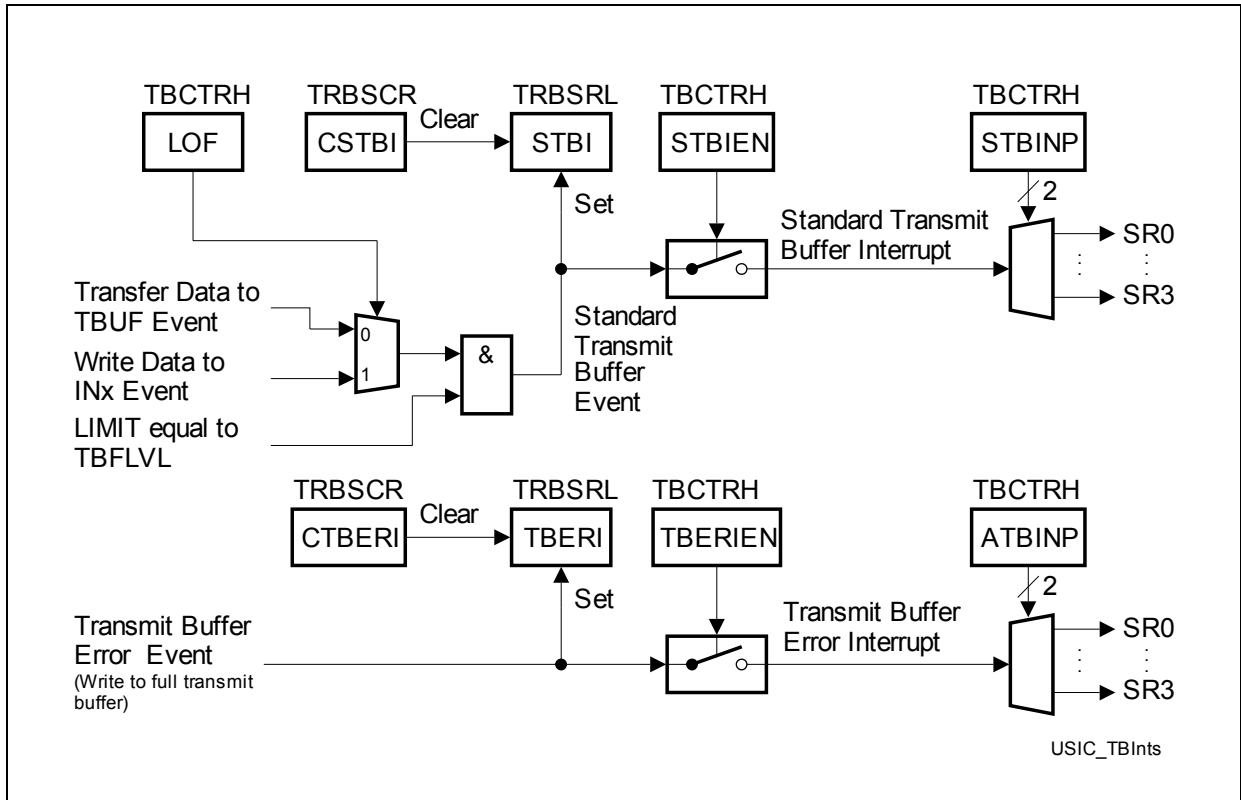 TBCTRH TRBSCR TRBSRL TBCTRH TBCTRH
LOF CSTBI Clear STBI STBIEN STBINP
Set
2
Standard Transmit
Buffer Interrupt
SR0
SR3
Transfer Data to
TBUF Event
0
Write Data to
INx Event
1
&
Standard
Transmit
Buffer
Event
LIMIT equal to
TBFLVL
TRBSCR TRBSRL TBCTRH TBCTRH
CTBERI Clear TBERI TBERIEN ATBINP
Set
2
Transmit Buffer
Error Event
(Write to full transmit
buffer)
Transmit Buffer
Error Interrupt
SR0
SR3
USIC_TBInts